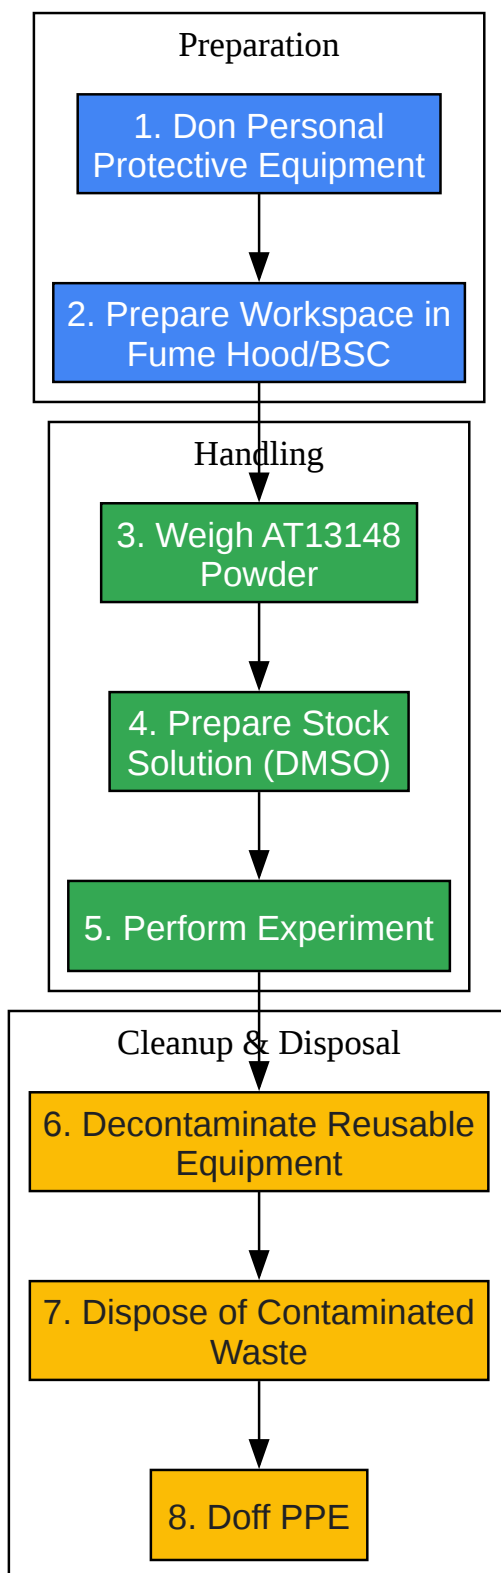 Preparation
1. Don Personal
Protective Equipment
2. Prepare Workspace in
Fume Hood/BSC
Handling
3. Weigh AT13148
Powder
4. Prepare Stock
Solution (DMSO)
5. Perform Experiment
Cleanup & Disposal
6. Decontaminate Reusable
Equipment
7. Dispose of Contaminated
Waste
8. Doff PPE